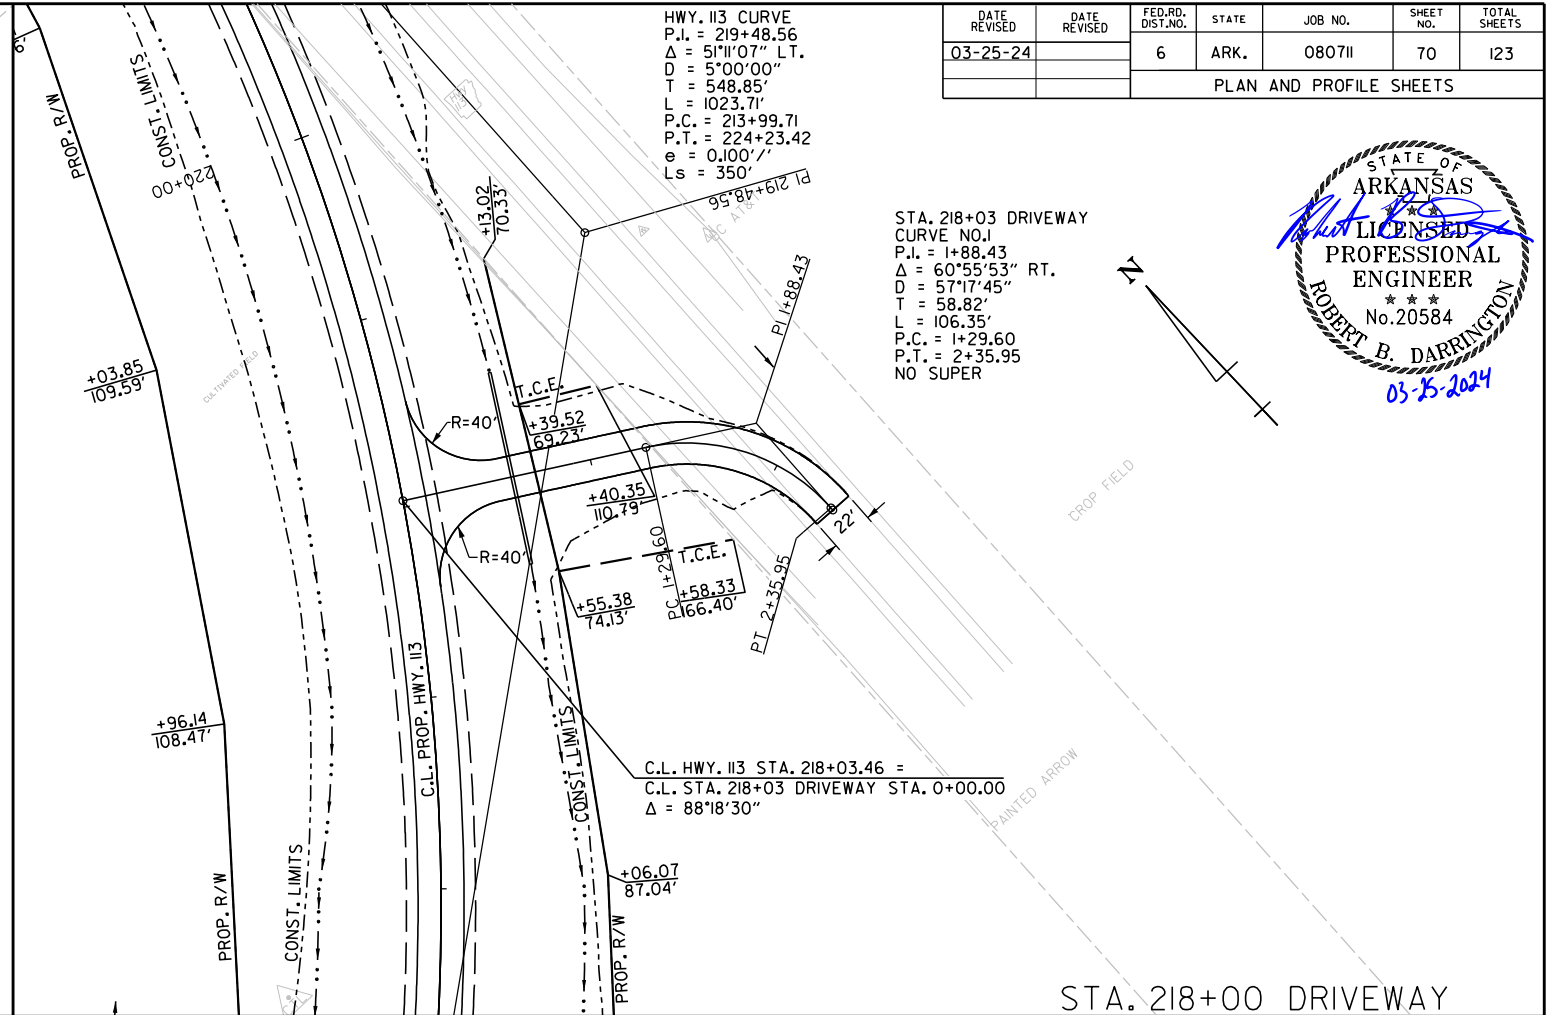 HWY. 113 CURVE
P.I. = 219+48.56
Δ = 51°11'07" LT.
D = 5°00'00"
T = 548.85'
L = 1023.71'
P.C. = 213+99.71
P.T. = 224+23.42
e = 0.100'/'
Ls = 350'
DATE REVISED
DATE REVISED
FED.RD. DIST.NO.
STATE
JOB NO.
SHEET NO.
TOTAL SHEETS
03-25-24
6
ARK.
080711
70
123
PLAN AND PROFILE SHEETS
STATE OF
ARKANSAS
LICENSED
PROFESSIONAL
ENGINEER
No.20584
ROBERT B. DARRINGTON
03-25-2024
STA. 218+03 DRIVEWAY
CURVE NO.1
P.I. = 1+88.43
Δ = 60°55'53" RT.
D = 57°17'45"
T = 58.82'
L = 106.35'
P.C. = 1+29.60
P.T. = 2+35.95
NO SUPER
N
PROP. R/W
CONST. LIMITS
220+00
HWY 113
+13.02
70.33'
PI 219+48.56
PI 1+88.43
+03.85
109.59'
CULTIVATED FIELD
R=40'
T.C.E.
+39.52
69.23'
+40.35
110.79'
22'
CROP FIELD
R=40'
PC 1+29.60
T.C.E.
+58.33
166.40'
PT 2+35.95
+55.38
74.13'
C.L. PROP. HWY. 113
+96.14
108.47'
CONST. LIMITS
C.L. HWY. 113 STA. 218+03.46 =
C.L. STA. 218+03 DRIVEWAY STA. 0+00.00
Δ = 88°18'30"
PAINTED ARROW
+06.07
87.04'
PROP. R/W
CONST. LIMITS
PROP. R/W
STA. 218+00 DRIVEWAY